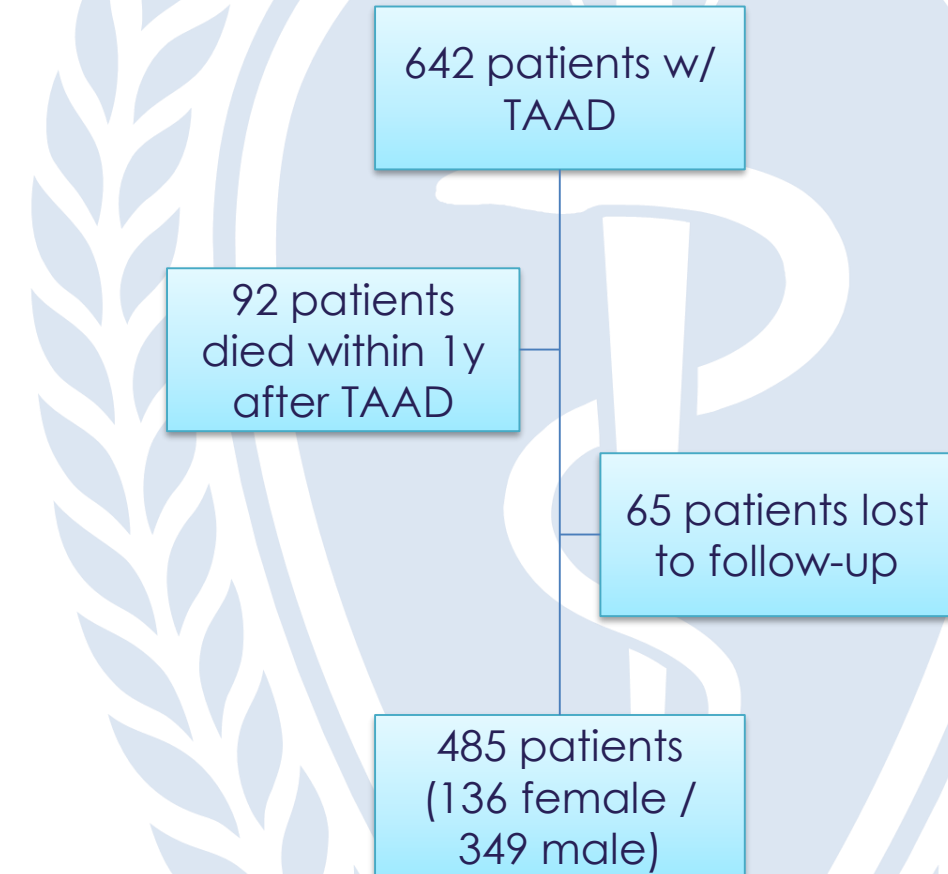 642 patients w/
TAAD
92 patients
died within 1y
after TAAD
65 patients lost
to follow-up
485 patients
(136 female /
349 male)